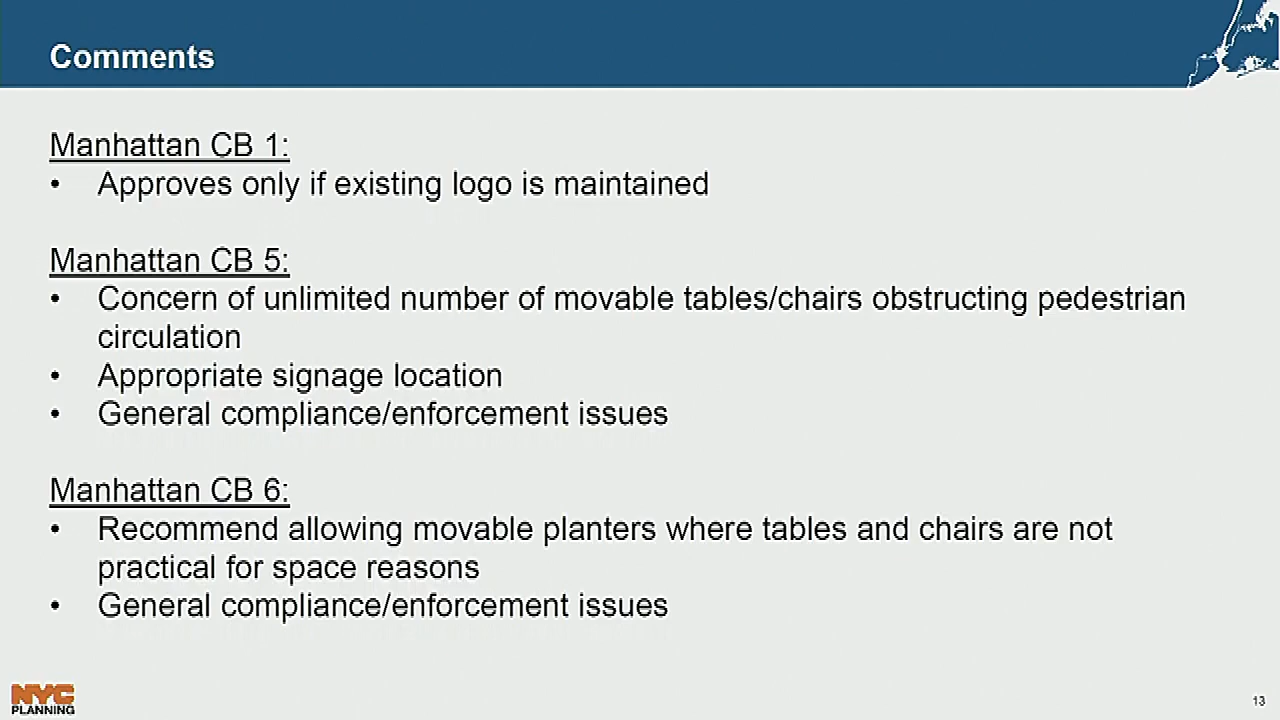 Comments
Manhattan CB 1:
• Approves only if existing logo is maintained
Manhattan CB 5:
• Concern of unlimited number of movable tables/chairs obstructing pedestrian
circulation
• Appropriate signage location
• General compliance/enforcement issues
Manhattan CB 6:
• Recommend allowing movable planters where tables and chairs are not
practical for space reasons
• General compliance/enforcement issues
NYC
PLANNING
13